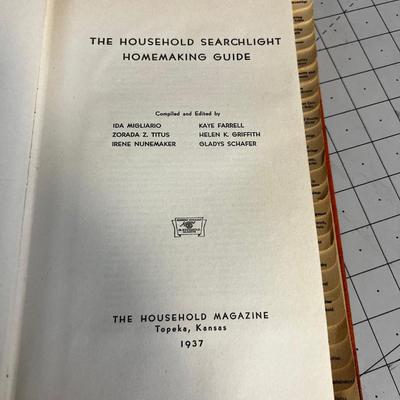 THE HOUSEHOLD SEARCHLIGHT
HOMEMAKING GUIDE
Compiled and Edited by
IDA MIGLIARIO KAYE FARRELL
ZORADA Z. TITUS HELEN K. GRIFFITH
IRENE NUNEMAKER GLADYS SCHAFER
THE HOUSEHOLD MAGAZINE
Topeka, Kansas
1937